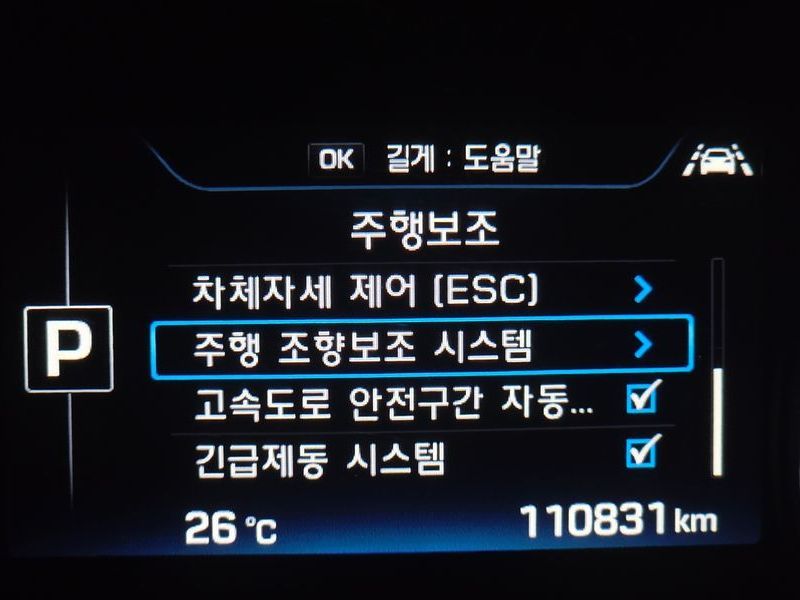 OK 길게 : 도움말
주행보조
차체자세 제어 (ESC)
P
주행 조향보조 시스템
고속도로 안전구간 자동...
긴급제동 시스템
26 °C 110831 km